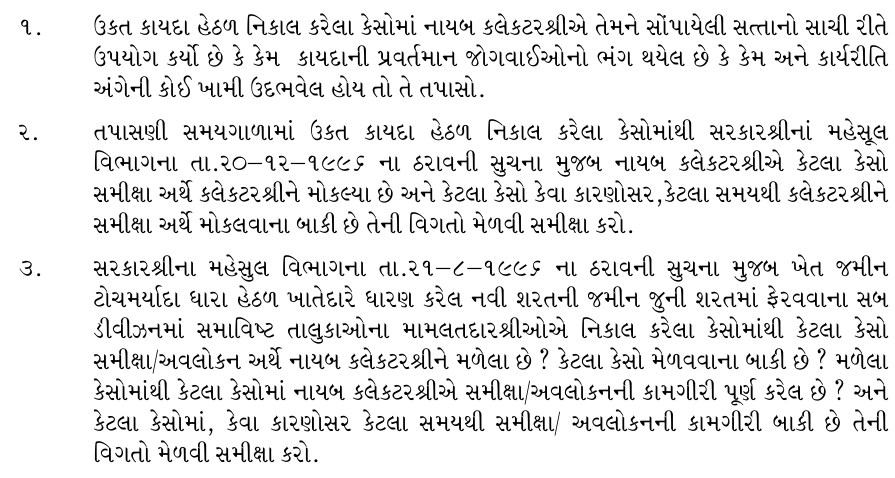 ૧. ઉકત કાયદા હેઠળ નિકાલ કરેલા કેસોમાં નાયબ કલેકટરશ્રીએ તેમને સોંપાયેલી સત્તાનો સાચી રીતે
ઉપયોગ કર્યો છે કે કેમ કાયદાની પ્રવર્તમાન જોગવાઈઓનો ભંગ થયેલ છે કે કેમ અને કાર્યરીતિ
અંગેની કોઈ ખામી ઉદભવેલ હોય તો તે તપાસો.
૨. તપાસણી સમયગાળામાં ઉકત કાયદા હેઠળ નિકાલ કરેલા કેસોમાંથી સરકારશ્રીનાં મહેસૂલ
વિભાગના તા.૨૦–૧૨–૧૯૯૬ ના ઠરાવની સુચના મુજબ નાયબ કલેકટરશ્રીએ કેટલા કેસો
સમીક્ષા અર્થે કલેકટરશ્રીને મોકલ્યા છે અને કેટલા કેસો કેવા કારણોસર,કેટલા સમયથી કલેકટરશ્રીને
સમીક્ષા અર્થે મોકલવાના બાકી છે તેની વિગતો મેળવી સમીક્ષા કરો.
૩. સરકારશ્રીના મહેસુલ વિભાગના તા.૨૧–૮–૧૯૯૬ ના ઠરાવની સુચના મુજબ ખેત જમીન
ટોચમર્યાદા ધારા હેઠળ ખાતેદારે ધારણ કરેલ નવી શરતની જમીન જુની શરતમાં ફેરવવાના સબ
ડીવીઝનમાં સમાવિષ્ટ તાલુકાઓના મામલતદારશ્રીઓએ નિકાલ કરેલા કેસોમાંથી કેટલા કેસો
સમીક્ષા/અવલોકન અર્થે નાયબ કલેકટરશ્રીને મળેલા છે ? કેટલા કેસો મેળવવાના બાકી છે ? મળેલા
કેસોમાંથી કેટલા કેસોમાં નાયબ કલેકટરશ્રીએ સમીક્ષા/અવલોકનની કામગીરી પૂર્ણ કરેલ છે ? અને
કેટલા કેસોમાં, કેવા કારણોસર કેટલા સમયથી સમીક્ષા/ અવલોકનની કામગીરી બાકી છે તેની
વિગતો મેળવી સમીક્ષા કરો.